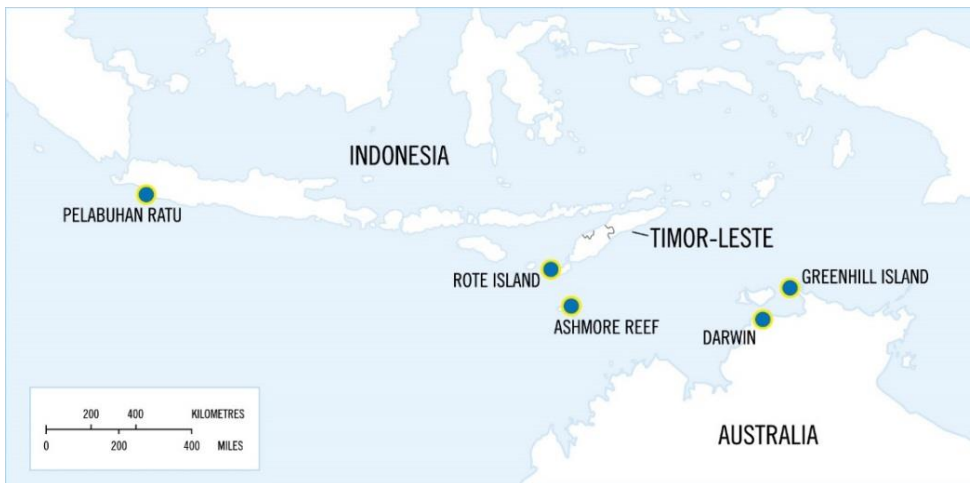 INDONESIA
PELABUHAN RATU
TIMOR-LESTE
ROTE ISLAND
GREENHILL ISLAND
ASHMORE REEF
DARWIN
AUSTRALIA
200 400 KILOMETRES
0 200 400 MILES